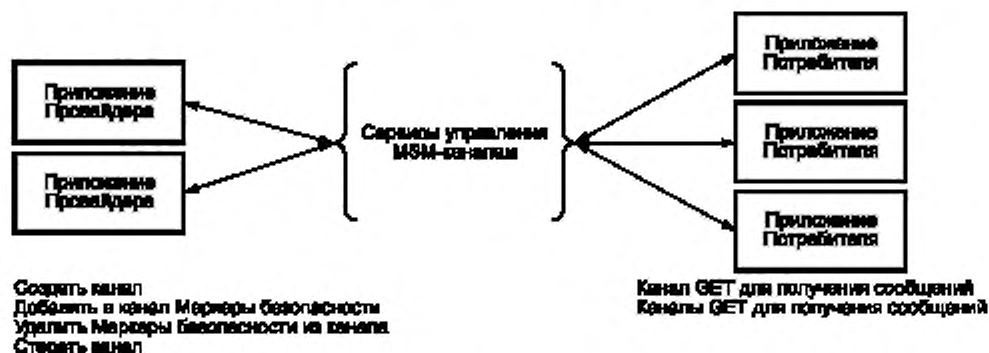 Приложение
Провайдера
Приложение
Провайдера
Сервисы управления
MSM-каналом
Приложение
Потребителя
Приложение
Потребителя
Приложение
Потребителя
Создать канал
Добавить в канал Маркеры безопасности
Удалить Маркеры безопасности из канала
Стереть канал
Канал GET для получения сообщений
Каналы GET для получения сообщений